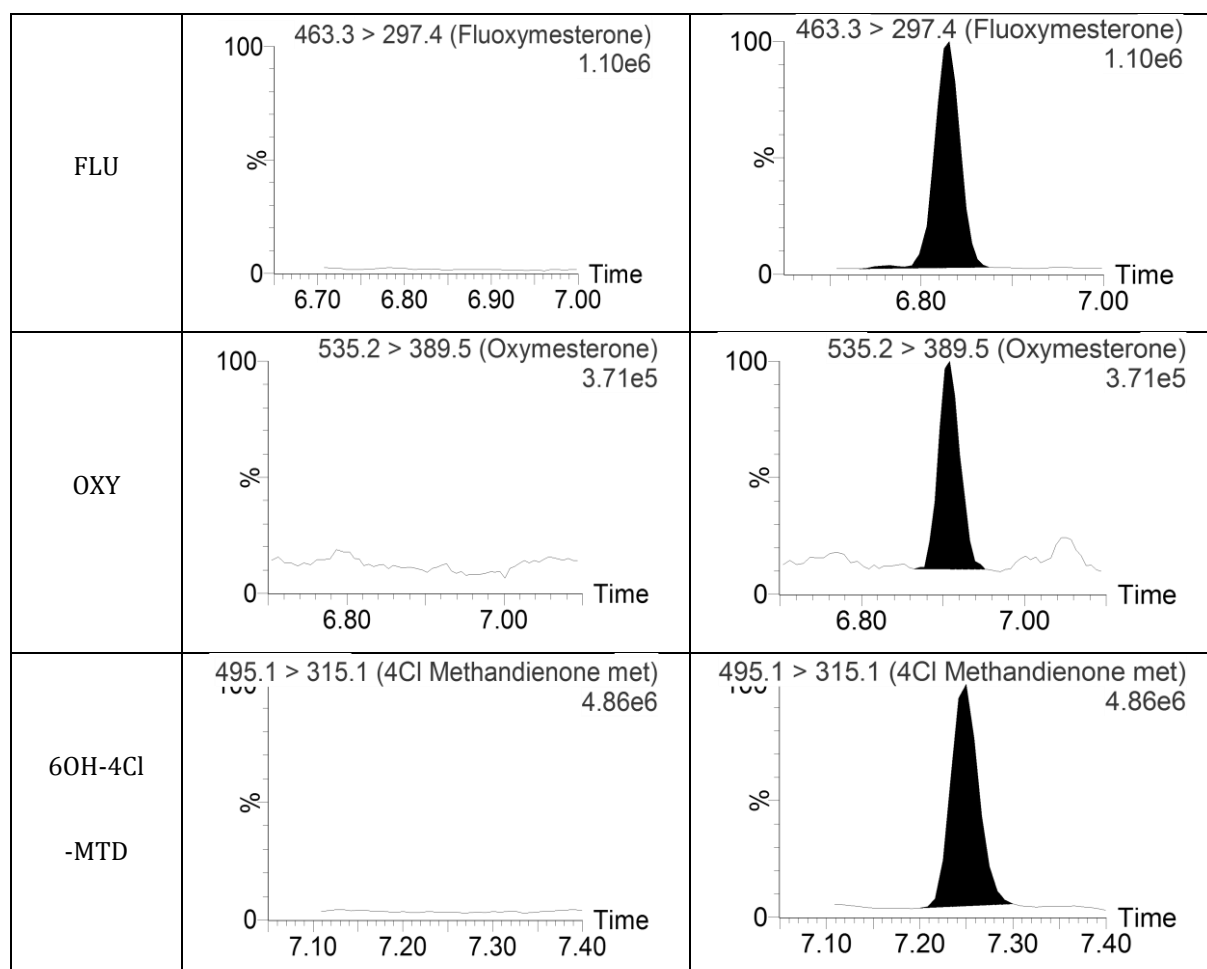 FLU
463.3 > 297.4 (Fluoxymesterone)
1.10e6
100
%
0
Time
6.70 6.80 6.90 7.00
463.3 > 297.4 (Fluoxymesterone)
1.10e6
100
%
0
Time
6.80 7.00
OXY
535.2 > 389.5 (Oxymesterone)
3.71e5
100
%
0
Time
6.80 7.00
535.2 > 389.5 (Oxymesterone)
3.71e5
100
%
0
Time
6.80 7.00
6OH-4Cl
-MTD
495.1 > 315.1 (4Cl Methandienone met)
4.86e6
100
%
0
Time
7.10 7.20 7.30 7.40
495.1 > 315.1 (4Cl Methandienone met)
4.86e6
100
%
0
Time
7.10 7.20 7.30 7.40